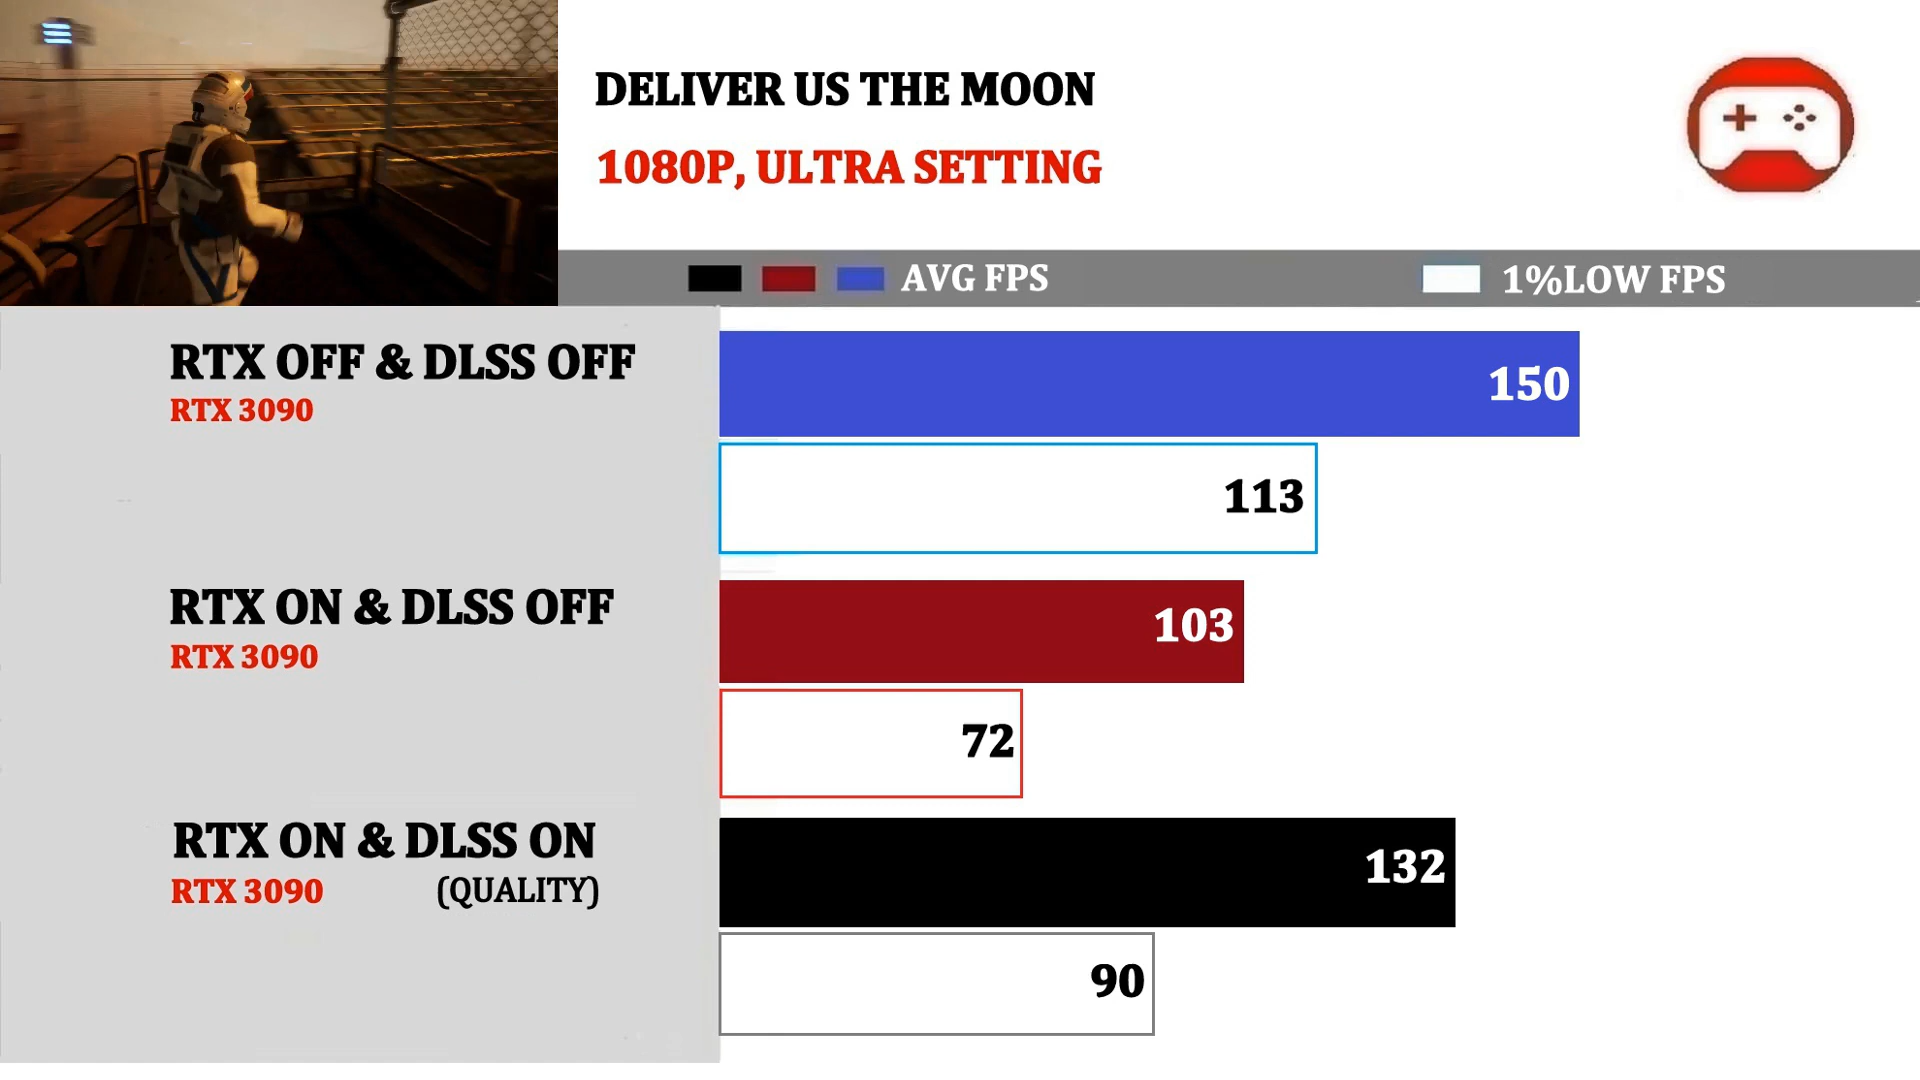 DELIVER US THE MOON
1080P, ULTRA SETTING
AVG FPS
1%LOW FPS
RTX OFF & DLSS OFF
RTX 3090
150
113
RTX ON & DLSS OFF
RTX 3090
103
72
RTX ON & DLSS ON
RTX 3090 (QUALITY)
132
90